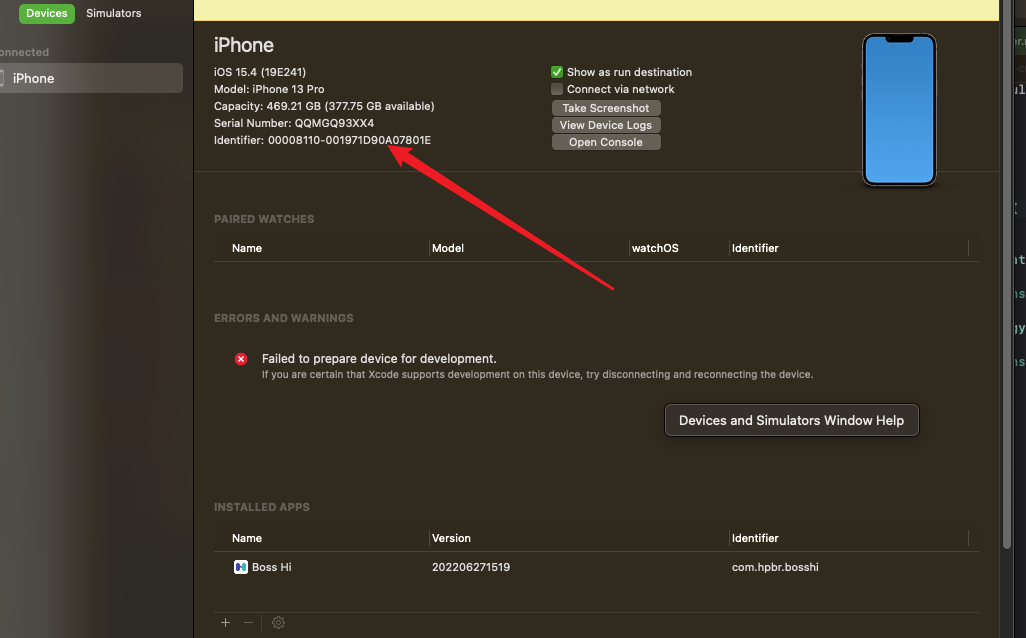 Devices
Simulators
onnected
iPhone
iPhone
iOS 15.4 (19E241)
Model: iPhone 13 Pro
Capacity: 469.21 GB (377.75 GB available)
Serial Number: QQMGQ93XX4
Identifier: 00008110-001971D90A07801E
Show as run destination
Connect via network
Take Screenshot
View Device Logs
Open Console
PAIRED WATCHES
Name Model watchOS Identifier
ERRORS AND WARNINGS
Failed to prepare device for development.
If you are certain that Xcode supports development on this device, try disconnecting and reconnecting the device.
Devices and Simulators Window Help
INSTALLED APPS
Name Version Identifier
Boss Hi 202206271519 com.hpbr.bosshi